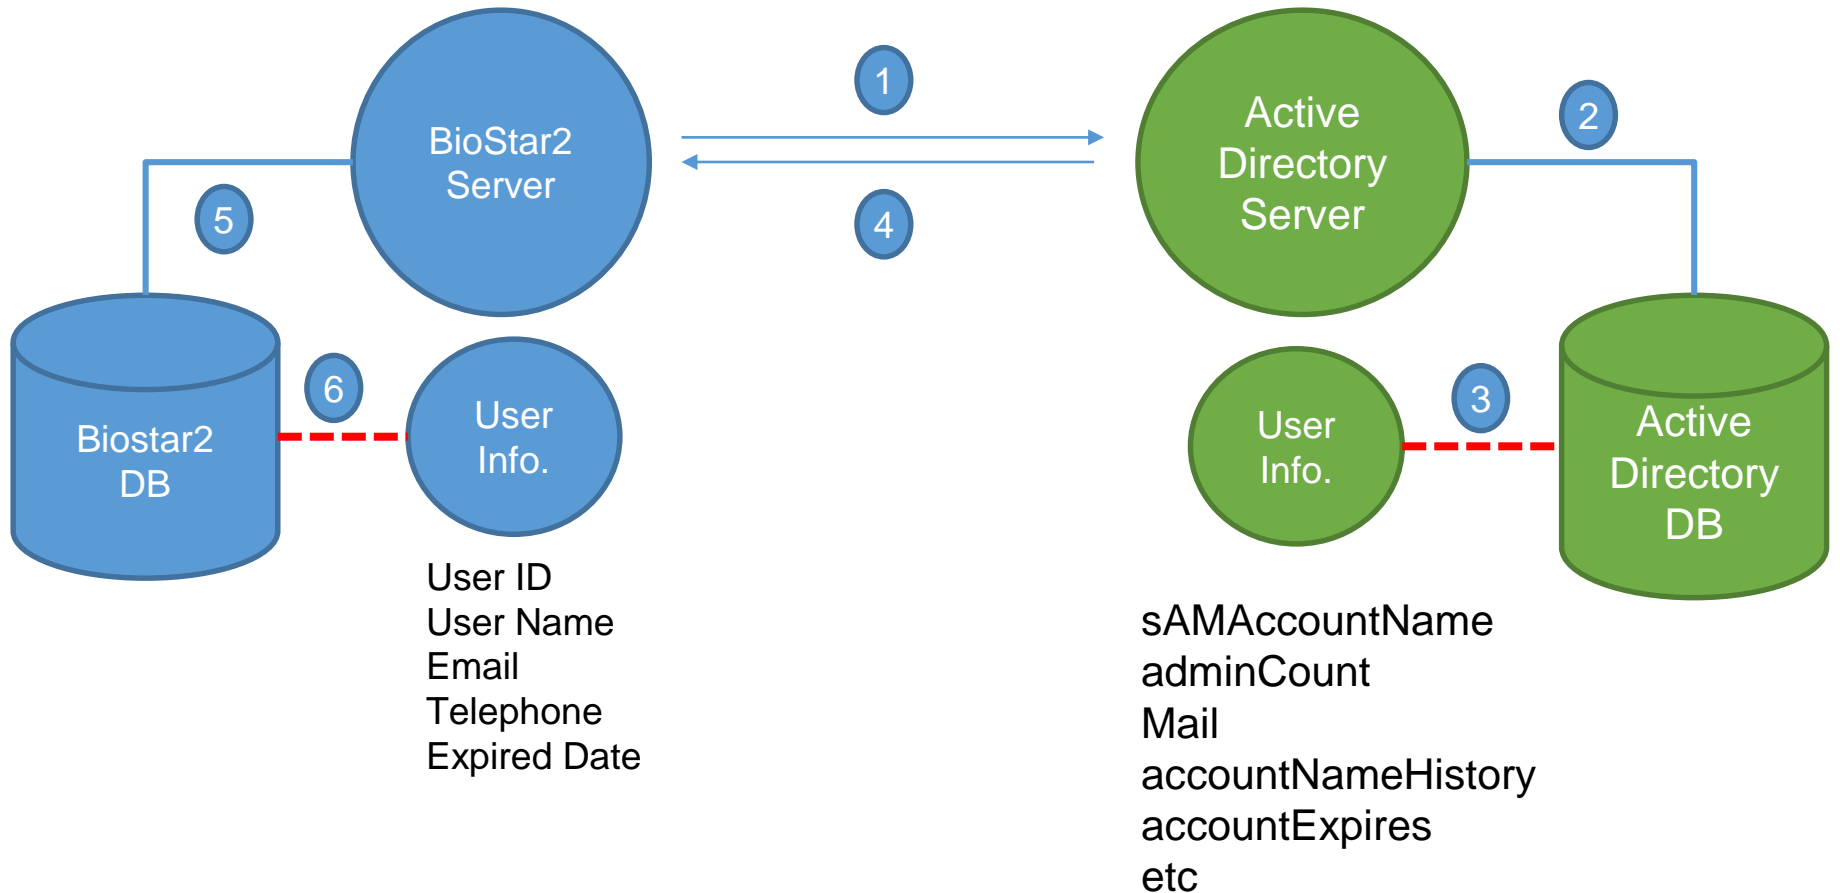 BioStar2
Server
1
Active
Directory
Server
2
5
4
Biostar2
DB
6
User
Info.
User
Info.
3
Active
Directory
DB
User ID
User Name
Email
Telephone
Expired Date
sAMAccountName
adminCount
Mail
accountNameHistory
accountExpires
etc